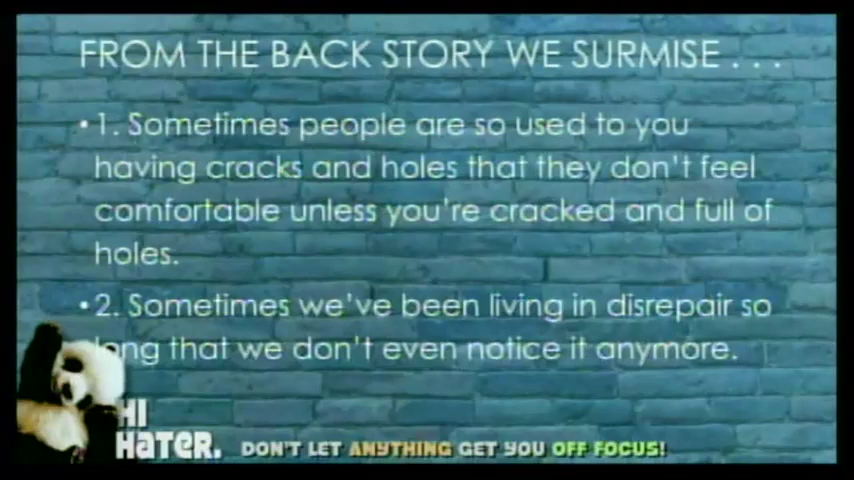 FROM THE BACK STORY WE SURMISE . . .
• 1. Sometimes people are so used to you
having cracks and holes that they don't feel
comfortable unless you're cracked and full of
holes.
• 2. Sometimes we've been living in disrepair so
long that we don't even notice it anymore.
HI
HATER.
DON'T LET ANYTHING GET YOU OFF FOCUS!